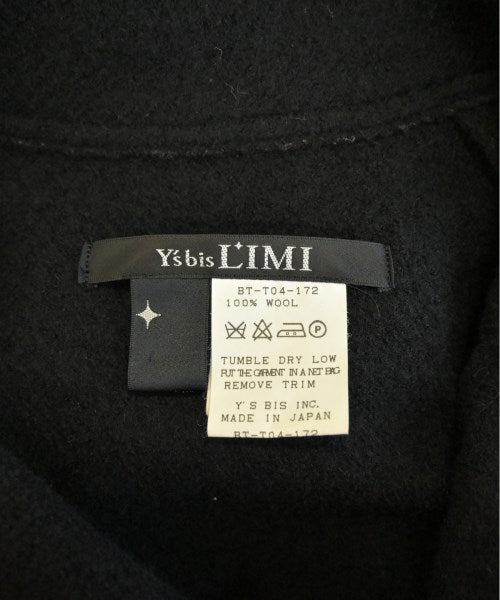 Y's bis L'IMI
BT-T04-172
100% WOOL
P
TUMBLE DRY LOW
PUT THE GARMENT IN A NET BAG
REMOVE TRIM
Y'S BIS INC.
MADE IN JAPAN
BT-T04-172